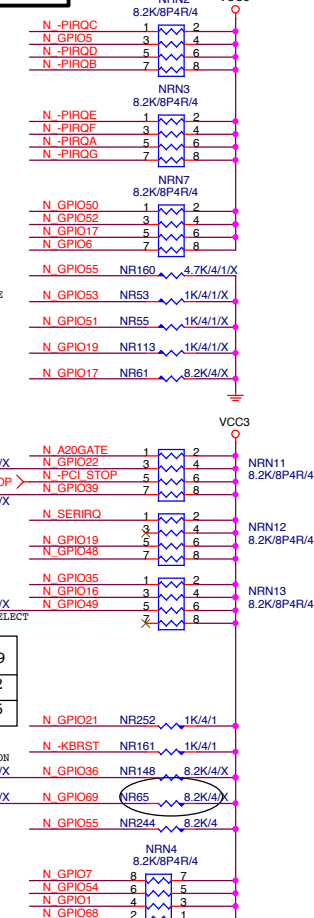 NRN2
8.2K/8P4R/4
N_-PIRQC 1 2
N_GPIO5 3 4
N_-PIRQD 5 6
N_-PIRQB 7 8
NRN3
8.2K/8P4R/4
N_-PIRQE 1 2
N_-PIRQF 3 4
N_-PIRQA 5 6
N_-PIRQG 7 8
NRN7
8.2K/8P4R/4
N_GPIO50 1 2
N_GPIO52 3 4
N_GPIO17 5 6
N_GPIO6 7 8
N_GPIO55 NR160 4.7K/4/1/X
N_GPIO53 NR53 1K/4/1/X
N_GPIO51 NR55 1K/4/1/X
N_GPIO19 NR113 1K/4/1/X
N_GPIO17 NR61 8.2K/4/X
VCC3
N_A20GATE 1 2
/X N_GPIO22 3 4 NRN11
OP N_-PCI_STOP 5 6 8.2K/8P4R/4
N_GPIO39 7 8
/X
N_SERIRQ 1 2
3 4 NRN12
N_GPIO19 5 6 8.2K/8P4R/4
N_GPIO48 7 8
N_GPIO35 1 2
N_GPIO16 3 4 NRN13
/X N_GPIO49 5 6 8.2K/8P4R/4
ELECT 7 8
9
2
5
N_GPIO21 NR252 1K/4/1
N_-KBRST NR161 1K/4/1
ON
/X N_GPIO36 NR148 8.2K/4/X
/X N_GPIO69 NR65 8.2K/4/X
N_GPIO55 NR244 8.2K/4
NRN4
8.2K/8P4R/4
N_GPIO7 8 7
N_GPIO54 6 5
N_GPIO1 4 3
N_GPIO68 2 1